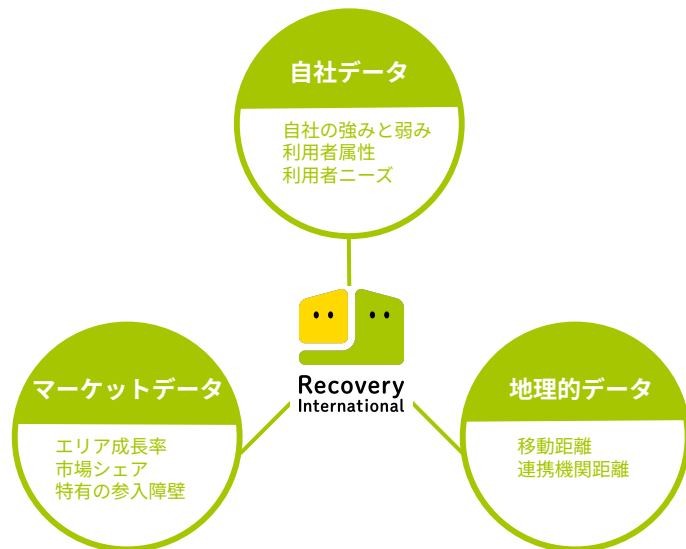 自社データ
自社の強みと弱み
利用者属性
利用者ニーズ
Recovery
International
マーケットデータ
エリア成長率
市場シェア
特有の参入障壁
地理的データ
移動距離
連携機関距離